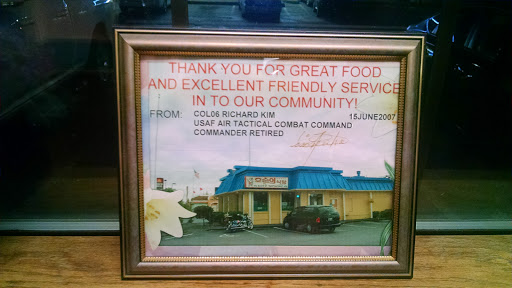 THANK YOU FOR GREAT FOOD
AND EXCELLENT FRIENDLY SERVICE
IN TO OUR COMMUNITY!
FROM: COL06 RICHARD KIM 15JUNE2007
USAF AIR TACTICAL COMBAT COMMAND
COMMANDER RETIRED